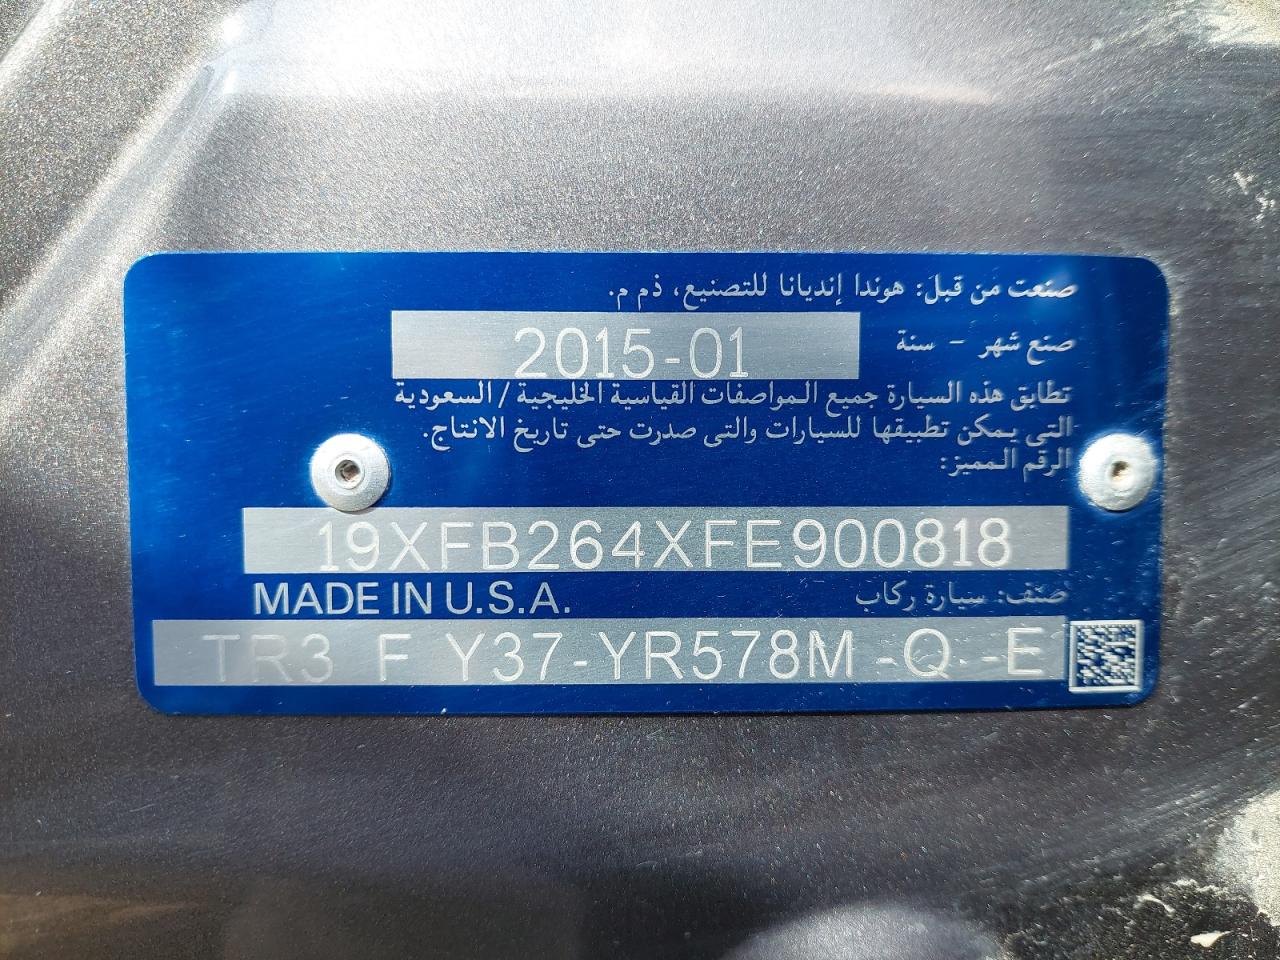 صنعت من قبل: هوندا إنديانا للتصنيع، ذم م.
صنع شهر - سنة 2015-01
تطابق هذه السيارة جميع المواصفات القياسية الخليجية / السعودية
التي يمكن تطبيقها للسيارات والتي صدرت حتى تاريخ الانتاج.
الرقم المميز:
19XFB264XFE900818
MADE IN U.S.A. صنف: سيارة ركاب
TR3 F Y37-YR578M -Q -E